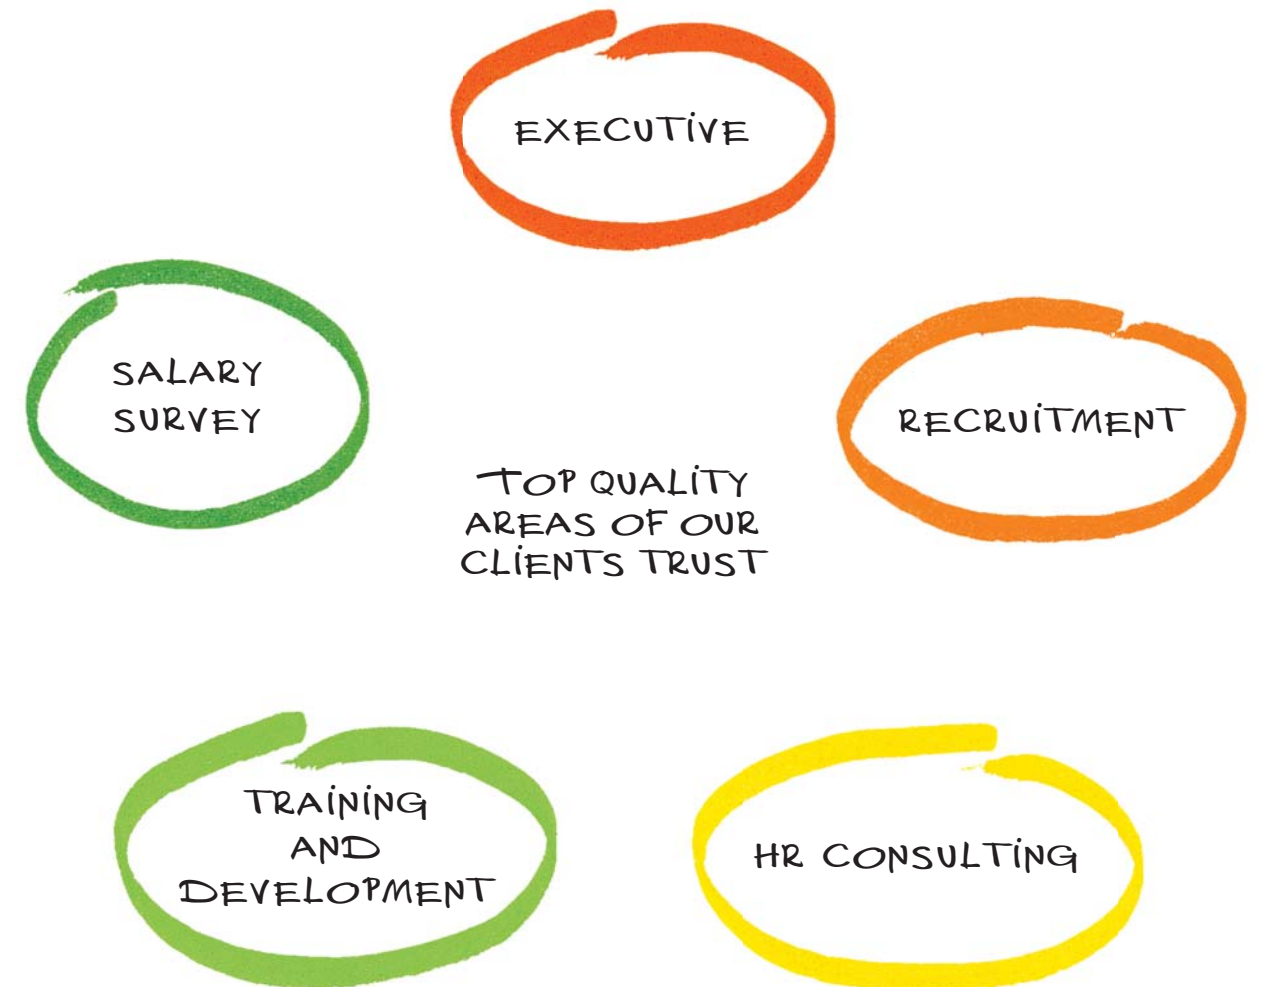 EXECUTIVE
SALARY
SURVEY
RECRUITMENT
TOP QUALITY
AREAS OF OUR
CLIENTS TRUST
TRAINING
AND
DEVELOPMENT
HR CONSULTING